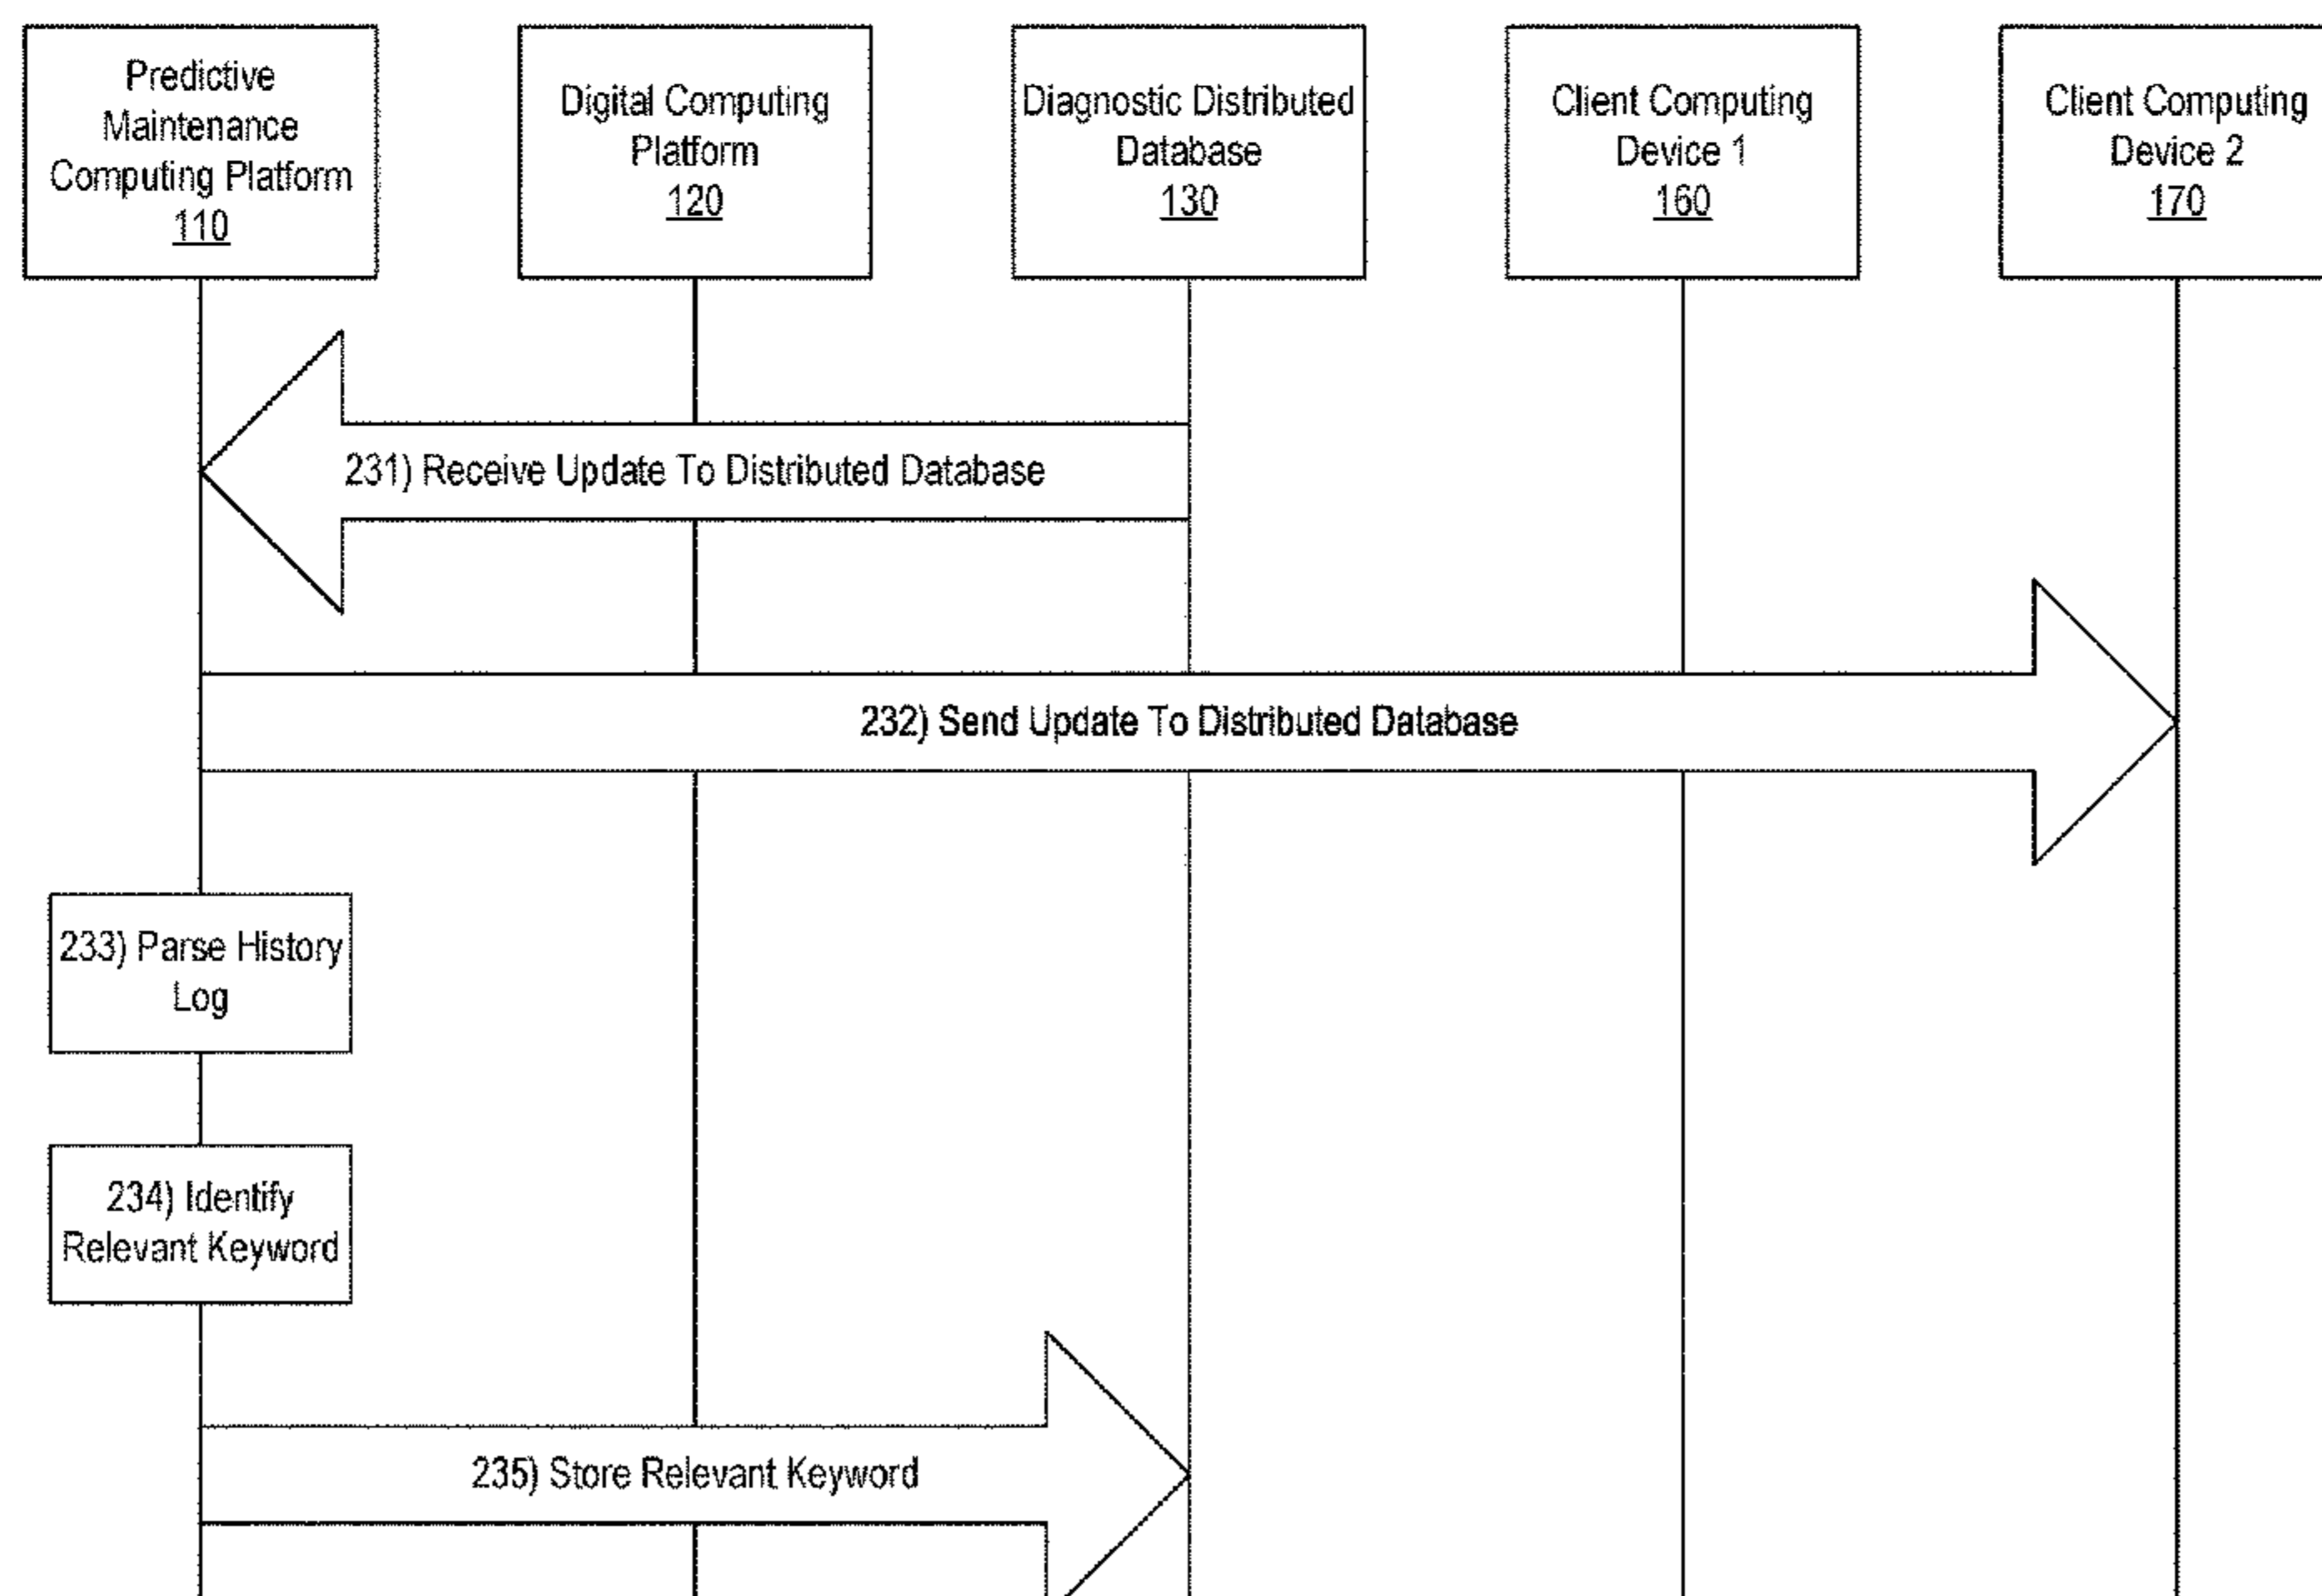 Predictive
Maintenance
Computing Platform
110
Digital Computing
Platform
120
Diagnostic Distributed
Database
130
Client Computing
Device 1
160
Client Computing
Device 2
170
231) Receive Update To Distributed Database
232) Send Update To Distributed Database
233) Parse History
Log
234) Identify
Relevant Keyword
235) Store Relevant Keyword